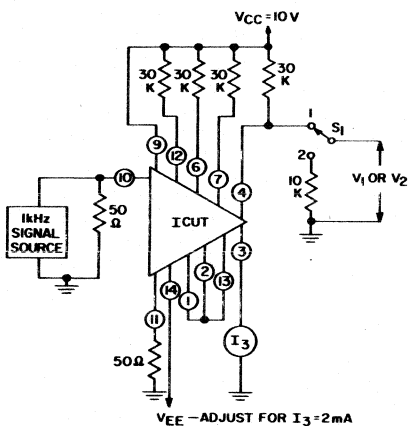 VCC=10V
30
K
30
K
30
K
30
K
1
S1
9
12
6
7
4
2
10
K
V1 OR V2
10
1kHz
SIGNAL
SOURCE
50
Ω
ICUT
3
14
1
2
13
11
I3
50Ω
VEE – ADJUST FOR I3 = 2mA